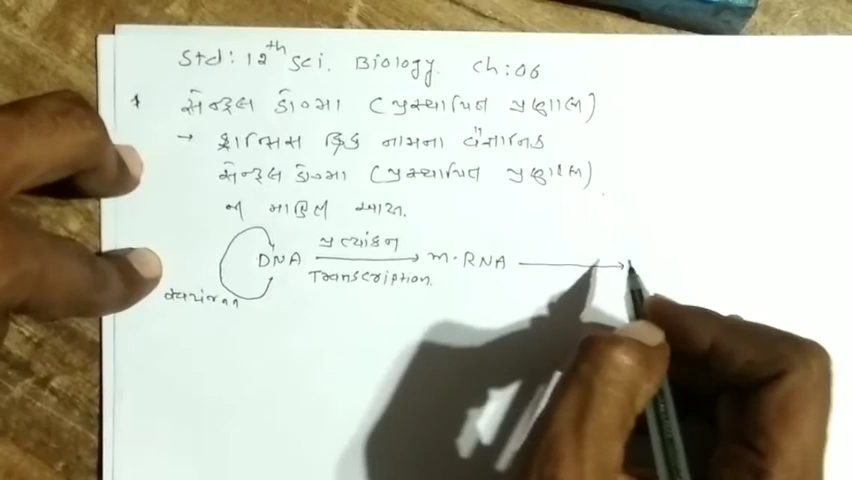 Std: 12th Sci. Biology. Ch: 06
* સેન્ટ્રલ ડોગ્મા (પ્રસ્થાપિત પ્રણાલી)
→ ફ્રાન્સિસ ક્રિક નામના વૈજ્ઞાનિકે
સેન્ટ્રલ ડોગ્મા (પ્રસ્થાપિત પ્રણાલી)
ની માહિતી આપી.
પ્રત્યાંકન
DNA → m.RNA →
Transcription.
સ્વયંજનન